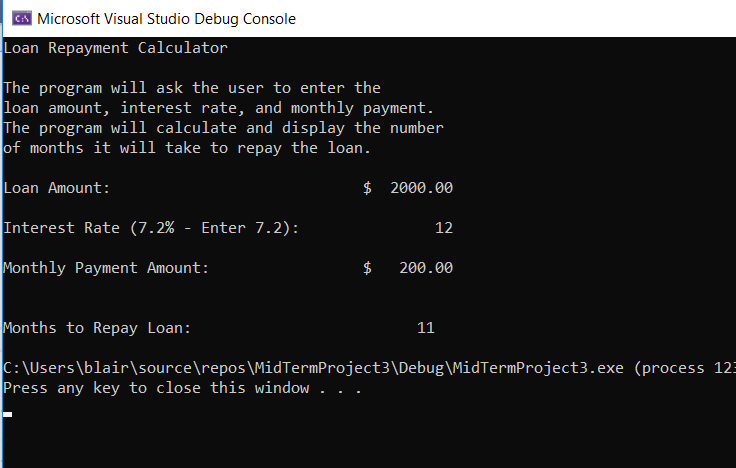 C:\ Microsoft Visual Studio Debug Console
Loan Repayment Calculator
The program will ask the user to enter the
loan amount, interest rate, and monthly payment.
The program will calculate and display the number
of months it will take to repay the loan.
Loan Amount: $ 2000.00
Interest Rate (7.2% - Enter 7.2): 12
Monthly Payment Amount: $ 200.00
Months to Repay Loan: 11
C:\Users\blair\source\repos\MidTermProject3\Debug\MidTermProject3.exe (process 123
Press any key to close this window . . .